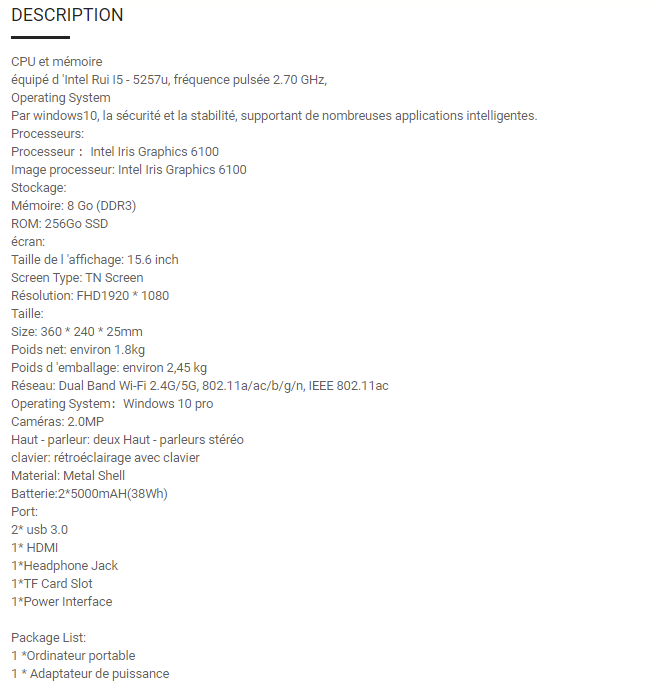 DESCRIPTION
CPU et mémoire
équipé d 'Intel Rui I5 - 5257u, fréquence pulsée 2.70 GHz,
Operating System
Par windows10, la sécurité et la stabilité, supportant de nombreuses applications intelligentes.
Processeurs:
Processeur： Intel Iris Graphics 6100
Image processeur: Intel Iris Graphics 6100
Stockage:
Mémoire: 8 Go (DDR3)
ROM: 256Go SSD
écran:
Taille de l 'affichage: 15.6 inch
Screen Type: TN Screen
Résolution: FHD1920 * 1080
Taille:
Size: 360 * 240 * 25mm
Poids net: environ 1.8kg
Poids d 'emballage: environ 2,45 kg
Réseau: Dual Band Wi-Fi 2.4G/5G, 802.11a/ac/b/g/n, IEEE 802.11ac
Operating System：Windows 10 pro
Caméras: 2.0MP
Haut - parleur: deux Haut - parleurs stéréo
clavier: rétroéclairage avec clavier
Material: Metal Shell
Batterie:2*5000mAH(38Wh)
Port:
2* usb 3.0
1* HDMI
1*Headphone Jack
1*TF Card Slot
1*Power Interface
Package List:
1 *Ordinateur portable
1 * Adaptateur de puissance